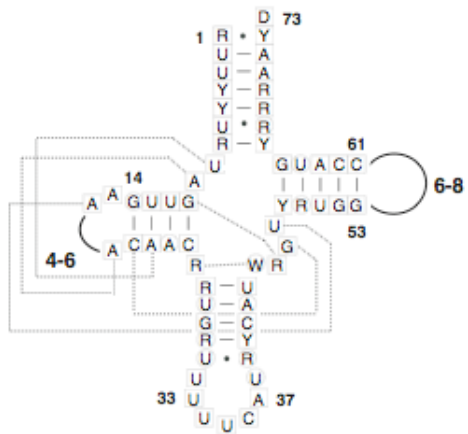 D 73
1 R • Y
U – A
U – A
Y – R
Y – R
U • R
R – Y 61
U G U A C C
14 A 6-8
A A G U U G Y R U G G
U 53
A C A A C G
4-6 R W R
R – U
U – A
G – C
R – Y
U • R
U U
33 U A 37
U U C